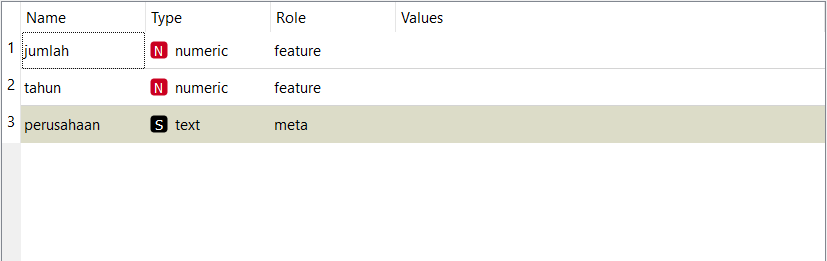 Name Type Role Values
1 jumlah N numeric feature
2 tahun N numeric feature
3 perusahaan S text meta